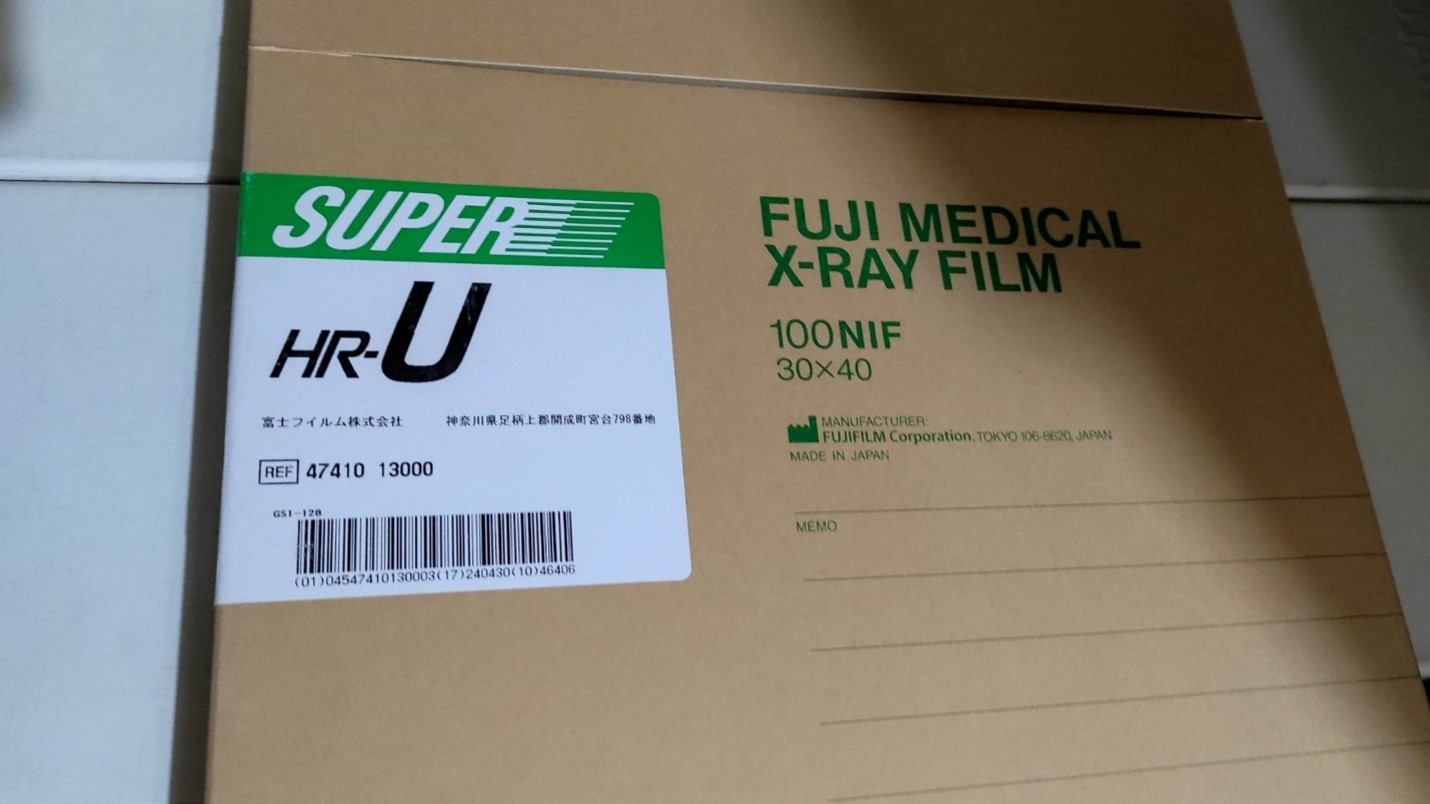 SUPER
HR-U
富士フイルム株式会社 神奈川県足柄上郡開成町宮台798番地
REF 47410 13000
GS1-128
(01)04547410130003(17)240430(10)46406
FUJI MEDICAL
X-RAY FILM
100NIF
30×40
MANUFACTURER:
FUJIFILM Corporation. TOKYO 106-8620, JAPAN
MADE IN JAPAN
MEMO